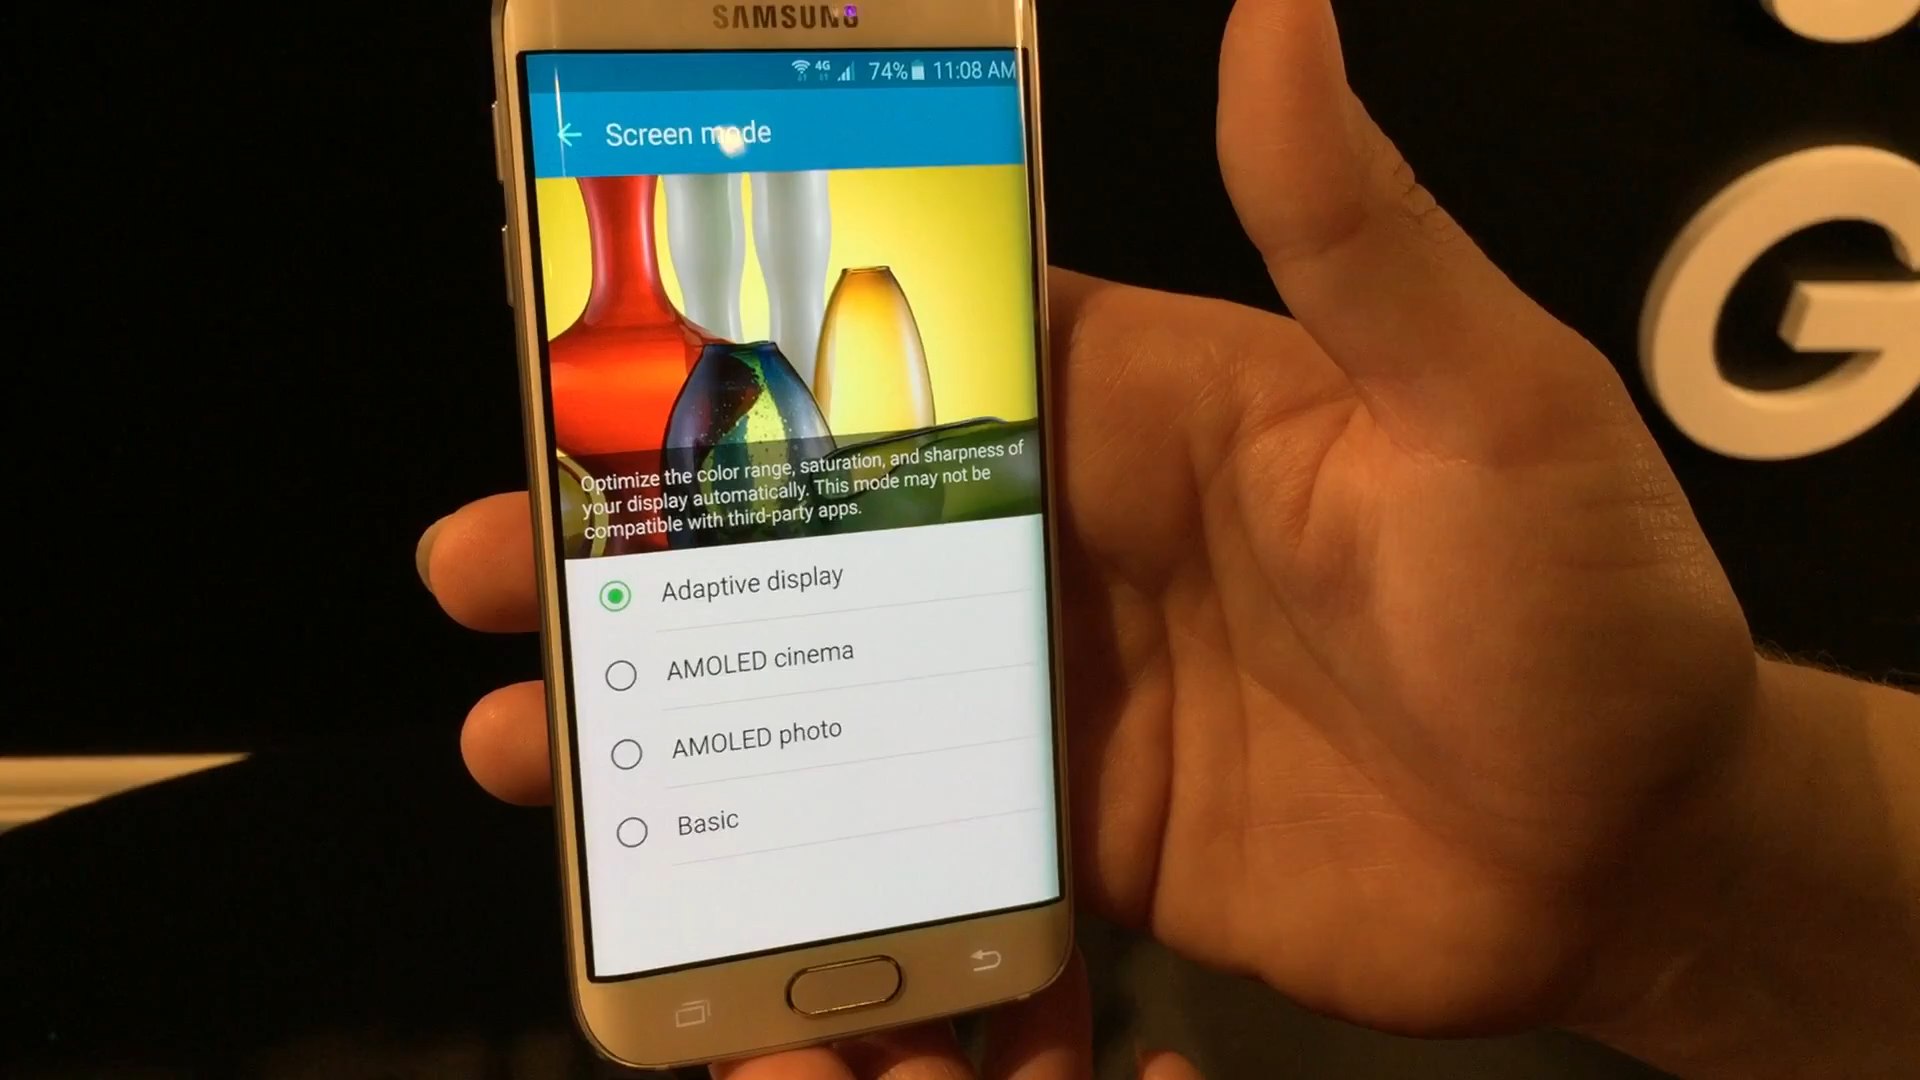 SAMSUNG
4G 74% 11:08 AM
Screen mode
Optimize the color range, saturation, and sharpness of
your display automatically. This mode may not be
compatible with third-party apps.
Adaptive display
AMOLED cinema
AMOLED photo
Basic
G